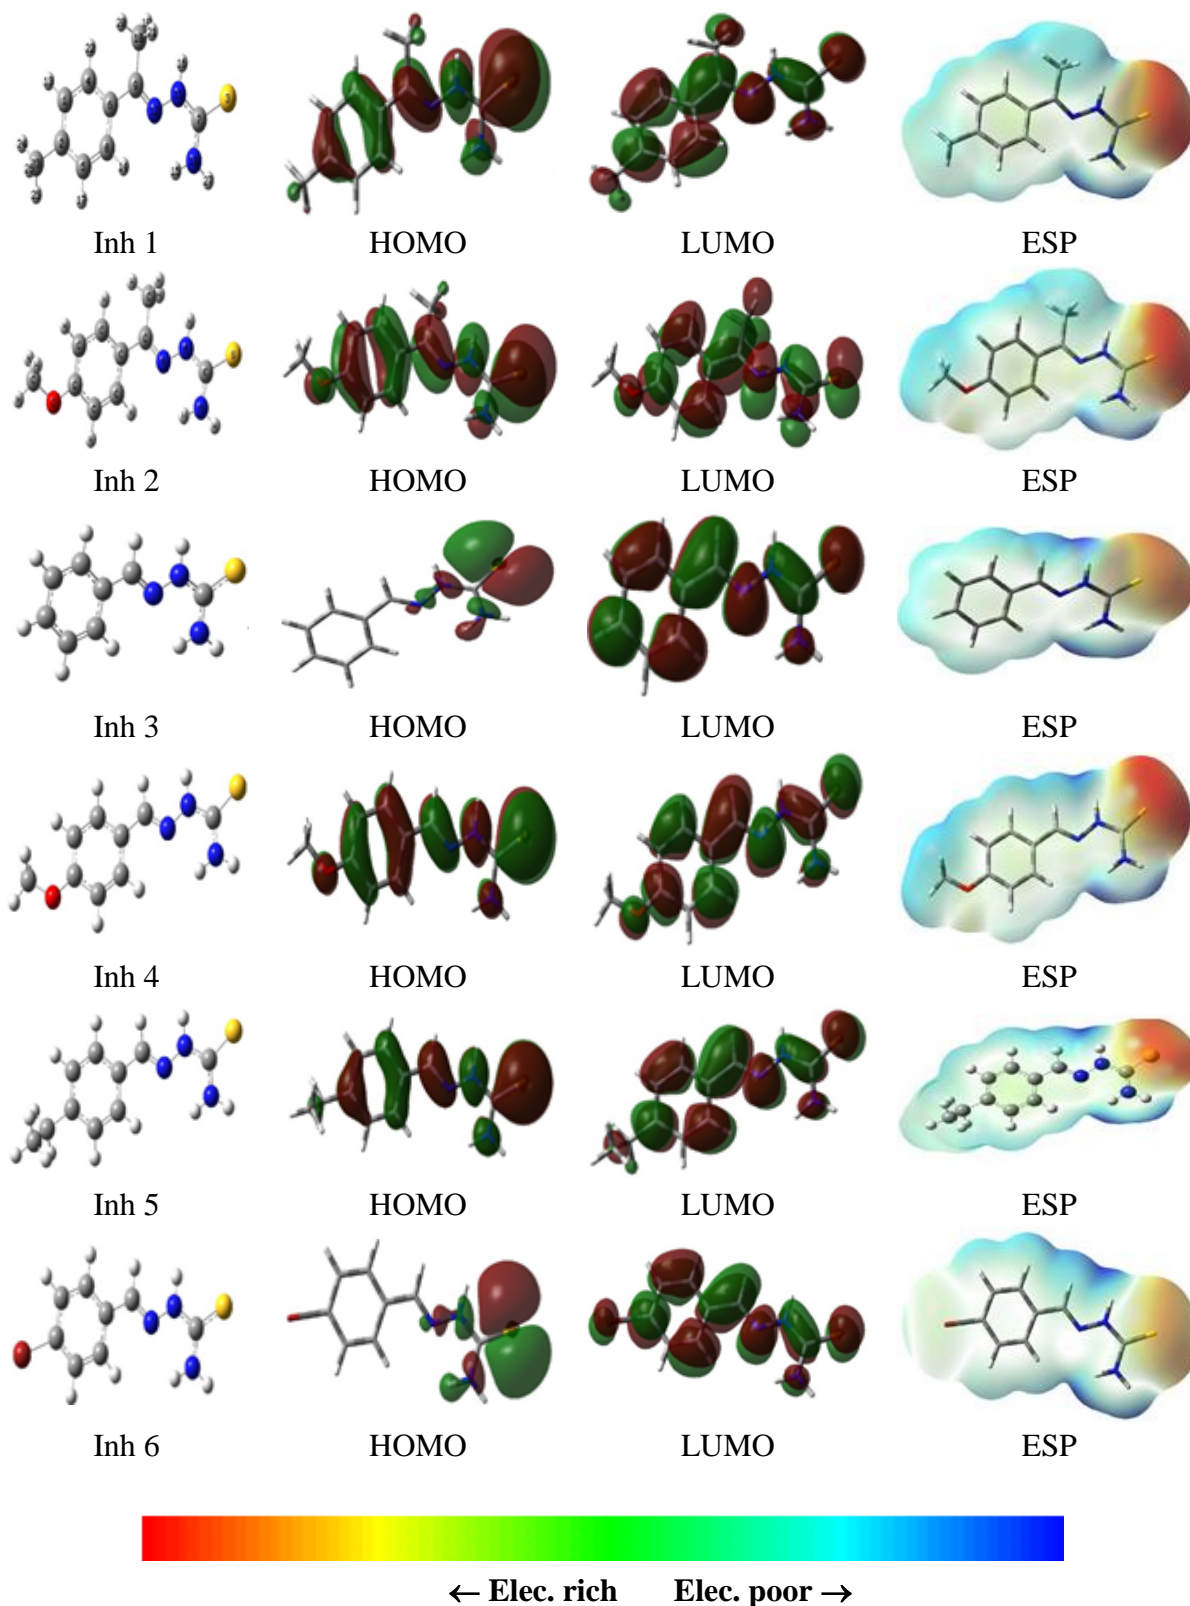 Inh 1 HOMO LUMO ESP
Inh 2 HOMO LUMO ESP
Inh 3 HOMO LUMO ESP
Inh 4 HOMO LUMO ESP
Inh 5 HOMO LUMO ESP
Inh 6 HOMO LUMO ESP
← Elec. rich Elec. poor →